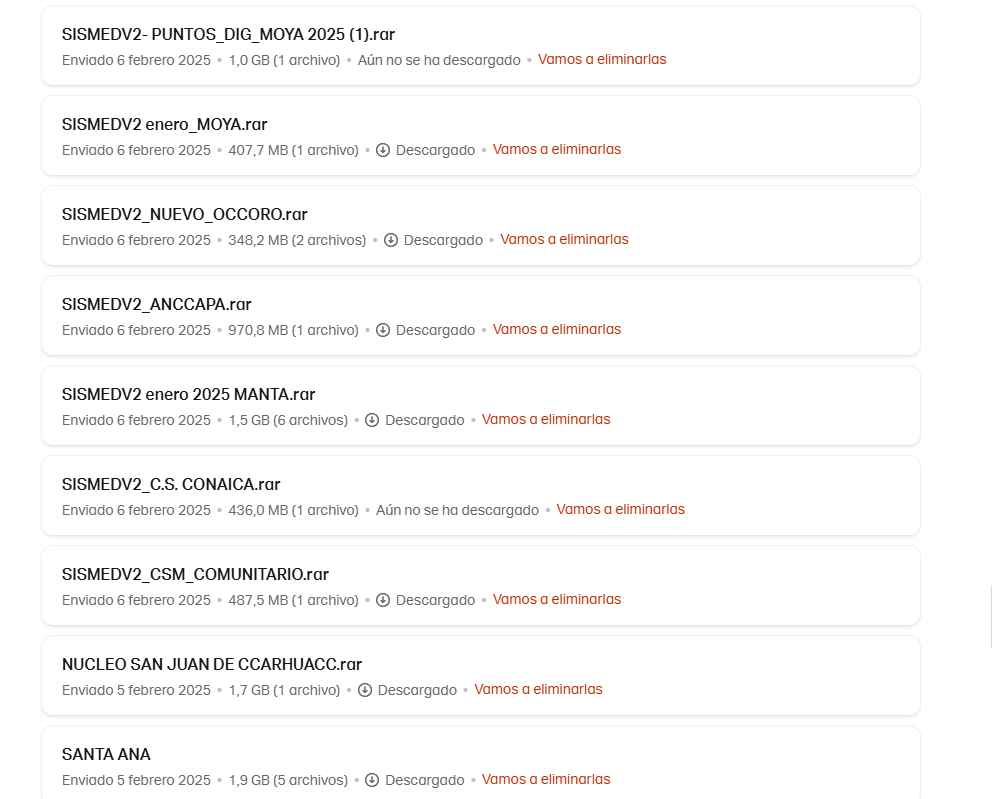 SISMEDV2- PUNTOS_DIG_MOYA 2025 (1).rar
Enviado 6 febrero 2025 • 1,0 GB (1 archivo) • Aún no se ha descargado • Vamos a eliminarlas
SISMEDV2 enero_MOYA.rar
Enviado 6 febrero 2025 • 407,7 MB (1 archivo) • Descargado • Vamos a eliminarlas
SISMEDV2_NUEVO_OCCORO.rar
Enviado 6 febrero 2025 • 348,2 MB (2 archivos) • Descargado • Vamos a eliminarlas
SISMEDV2_ANCCAPA.rar
Enviado 6 febrero 2025 • 970,8 MB (1 archivo) • Descargado • Vamos a eliminarlas
SISMEDV2 enero 2025 MANTA.rar
Enviado 6 febrero 2025 • 1,5 GB (6 archivos) • Descargado • Vamos a eliminarlas
SISMEDV2_C.S. CONAICA.rar
Enviado 6 febrero 2025 • 436,0 MB (1 archivo) • Aún no se ha descargado • Vamos a eliminarlas
SISMEDV2_CSM_COMUNITARIO.rar
Enviado 6 febrero 2025 • 487,5 MB (1 archivo) • Descargado • Vamos a eliminarlas
NUCLEO SAN JUAN DE CCARHUACC.rar
Enviado 5 febrero 2025 • 1,7 GB (1 archivo) • Descargado • Vamos a eliminarlas
SANTA ANA
Enviado 5 febrero 2025 • 1,9 GB (5 archivos) • Descargado • Vamos a eliminarlas